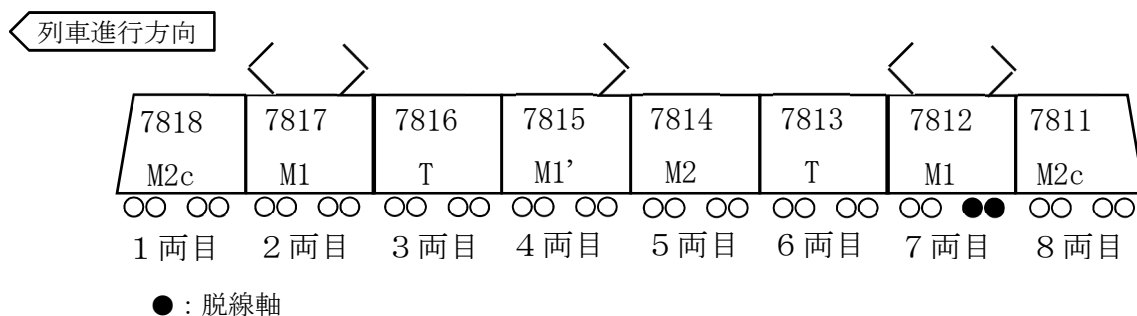 列車進行方向
7818 7817 7816 7815 7814 7813 7812 7811
M2c M1 T M1’ M2 T M1 M2c
1両目 2両目 3両目 4両目 5両目 6両目 7両目 8両目
●：脱線軸